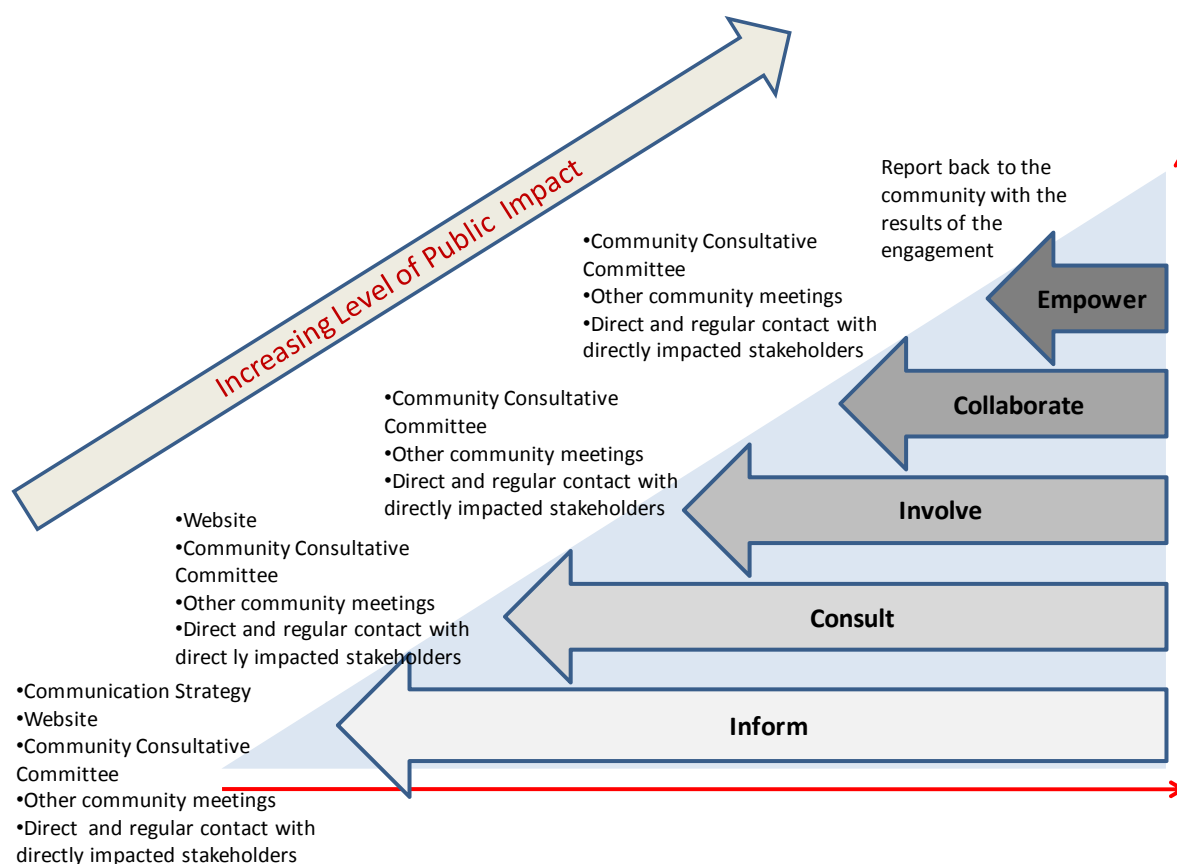 Increasing Level of Public Impact
Report back to the
community with the
results of the
engagement
Empower
•Community Consultative
Committee
•Other community meetings
•Direct and regular contact with
directly impacted stakeholders
Collaborate
•Community Consultative
Committee
•Other community meetings
•Direct and regular contact with
directly impacted stakeholders
Involve
•Website
•Community Consultative
Committee
•Other community meetings
•Direct and regular contact with
direct ly impacted stakeholders
Consult
•Communication Strategy
•Website
•Community Consultative
Committee
•Other community meetings
•Direct  and regular contact with
directly impacted stakeholders
Inform